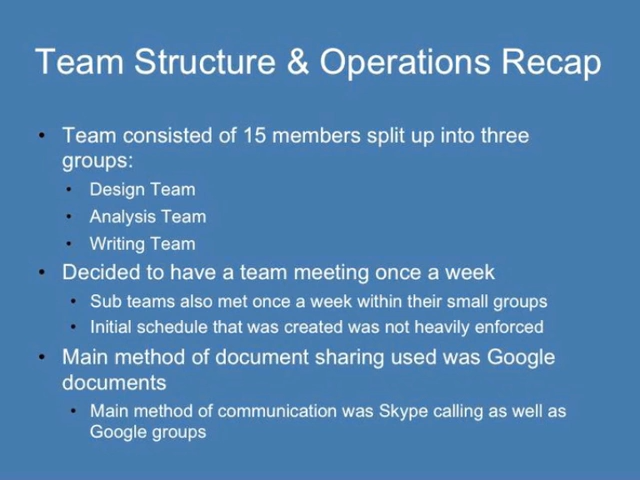 Team Structure & Operations Recap
• Team consisted of 15 members split up into three
groups:
• Design Team
• Analysis Team
• Writing Team
• Decided to have a team meeting once a week
• Sub teams also met once a week within their small groups
• Initial schedule that was created was not heavily enforced
• Main method of document sharing used was Google
documents
• Main method of communication was Skype calling as well as
Google groups